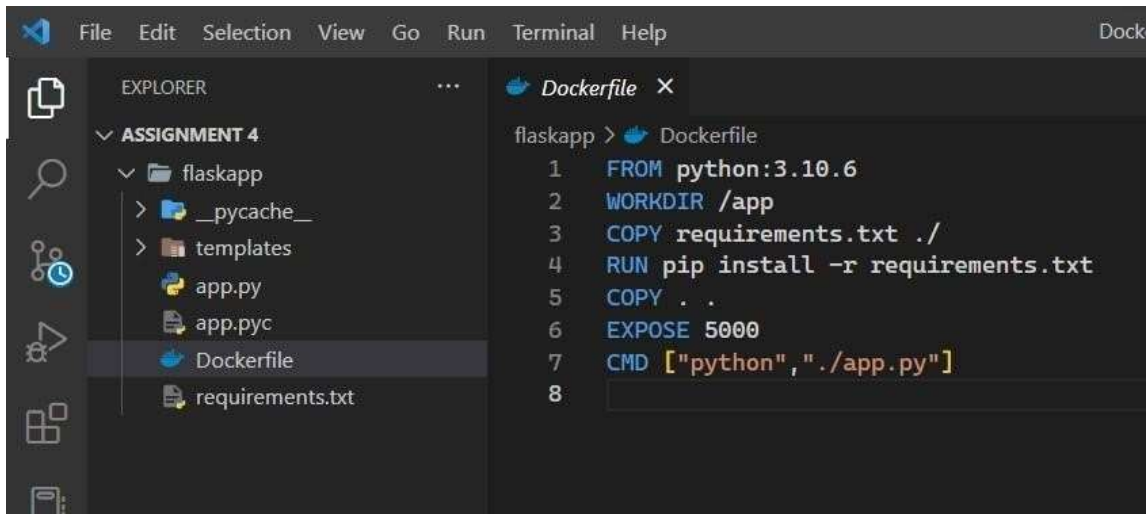 File Edit Selection View Go Run Terminal Help
EXPLORER ...
ASSIGNMENT 4
flaskapp
__pycache__
templates
app.py
app.pyc
Dockerfile
requirements.txt
Dockerfile
flaskapp > Dockerfile
1 FROM python:3.10.6
2 WORKDIR /app
3 COPY requirements.txt ./
4 RUN pip install -r requirements.txt
5 COPY . .
6 EXPOSE 5000
7 CMD ["python","./app.py"]
8